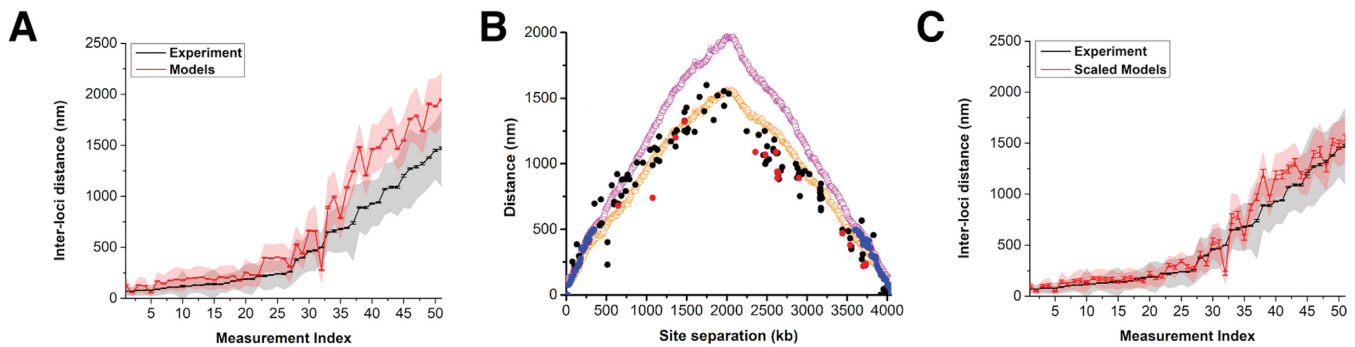 A
2500
2000
1500
1000
500
0
Inter-loci distance (nm)
Experiment
Models
5 10 15 20 25 30 35 40 45 50
Measurement Index
B
2000
1500
1000
500
0
Distance (nm)
0 500 1000 1500 2000 2500 3000 3500 4000
Site separation (kb)
C
2500
2000
1500
1000
500
0
Inter-loci distance (nm)
Experiment
Scaled Models
5 10 15 20 25 30 35 40 45 50
Measurement Index